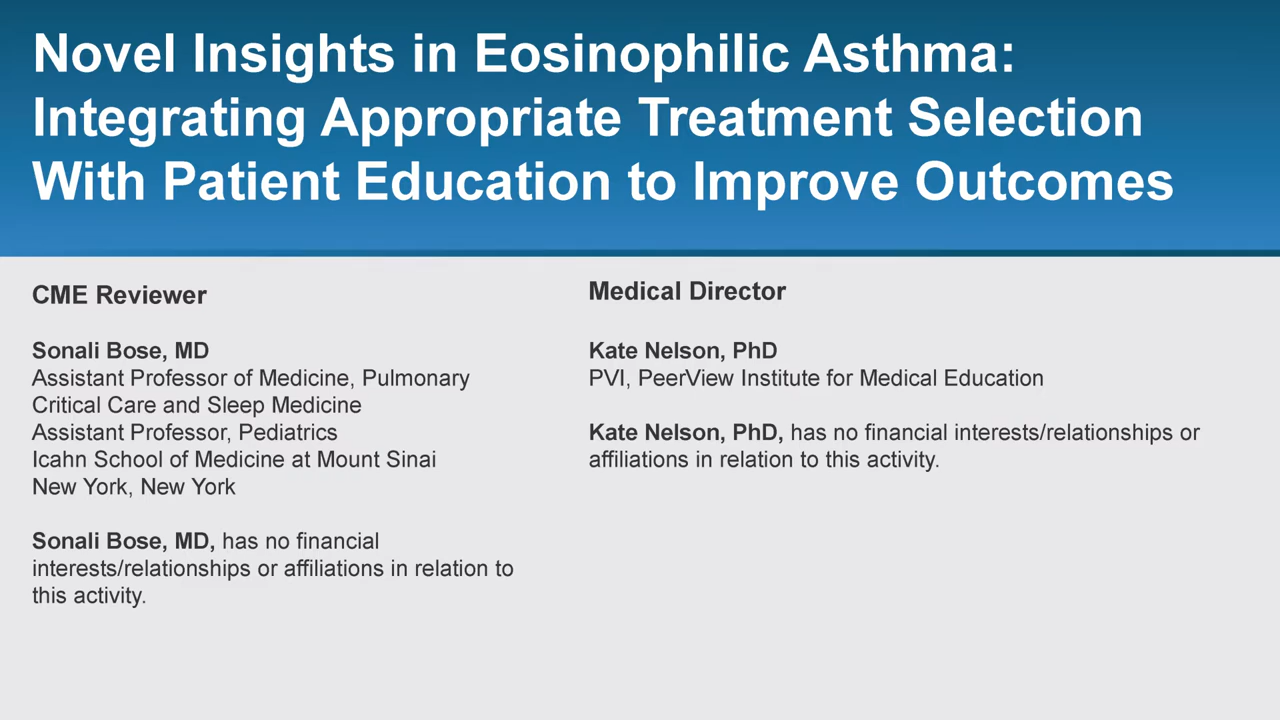 Novel Insights in Eosinophilic Asthma:
Integrating Appropriate Treatment Selection
With Patient Education to Improve Outcomes
CME Reviewer
Sonali Bose, MD
Assistant Professor of Medicine, Pulmonary
Critical Care and Sleep Medicine
Assistant Professor, Pediatrics
Icahn School of Medicine at Mount Sinai
New York, New York
Sonali Bose, MD, has no financial
interests/relationships or affiliations in relation to
this activity.
Medical Director
Kate Nelson, PhD
PVI, PeerView Institute for Medical Education
Kate Nelson, PhD, has no financial interests/relationships or
affiliations in relation to this activity.